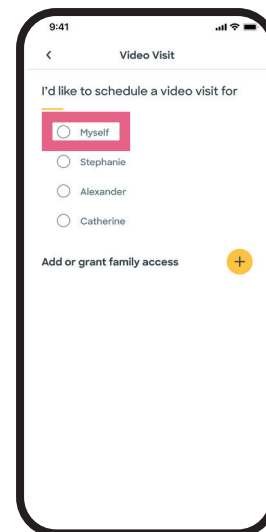 9:41
Video Visit
I'd like to schedule a video visit for
Myself
Stephanie
Alexander
Catherine
Add or grant family access